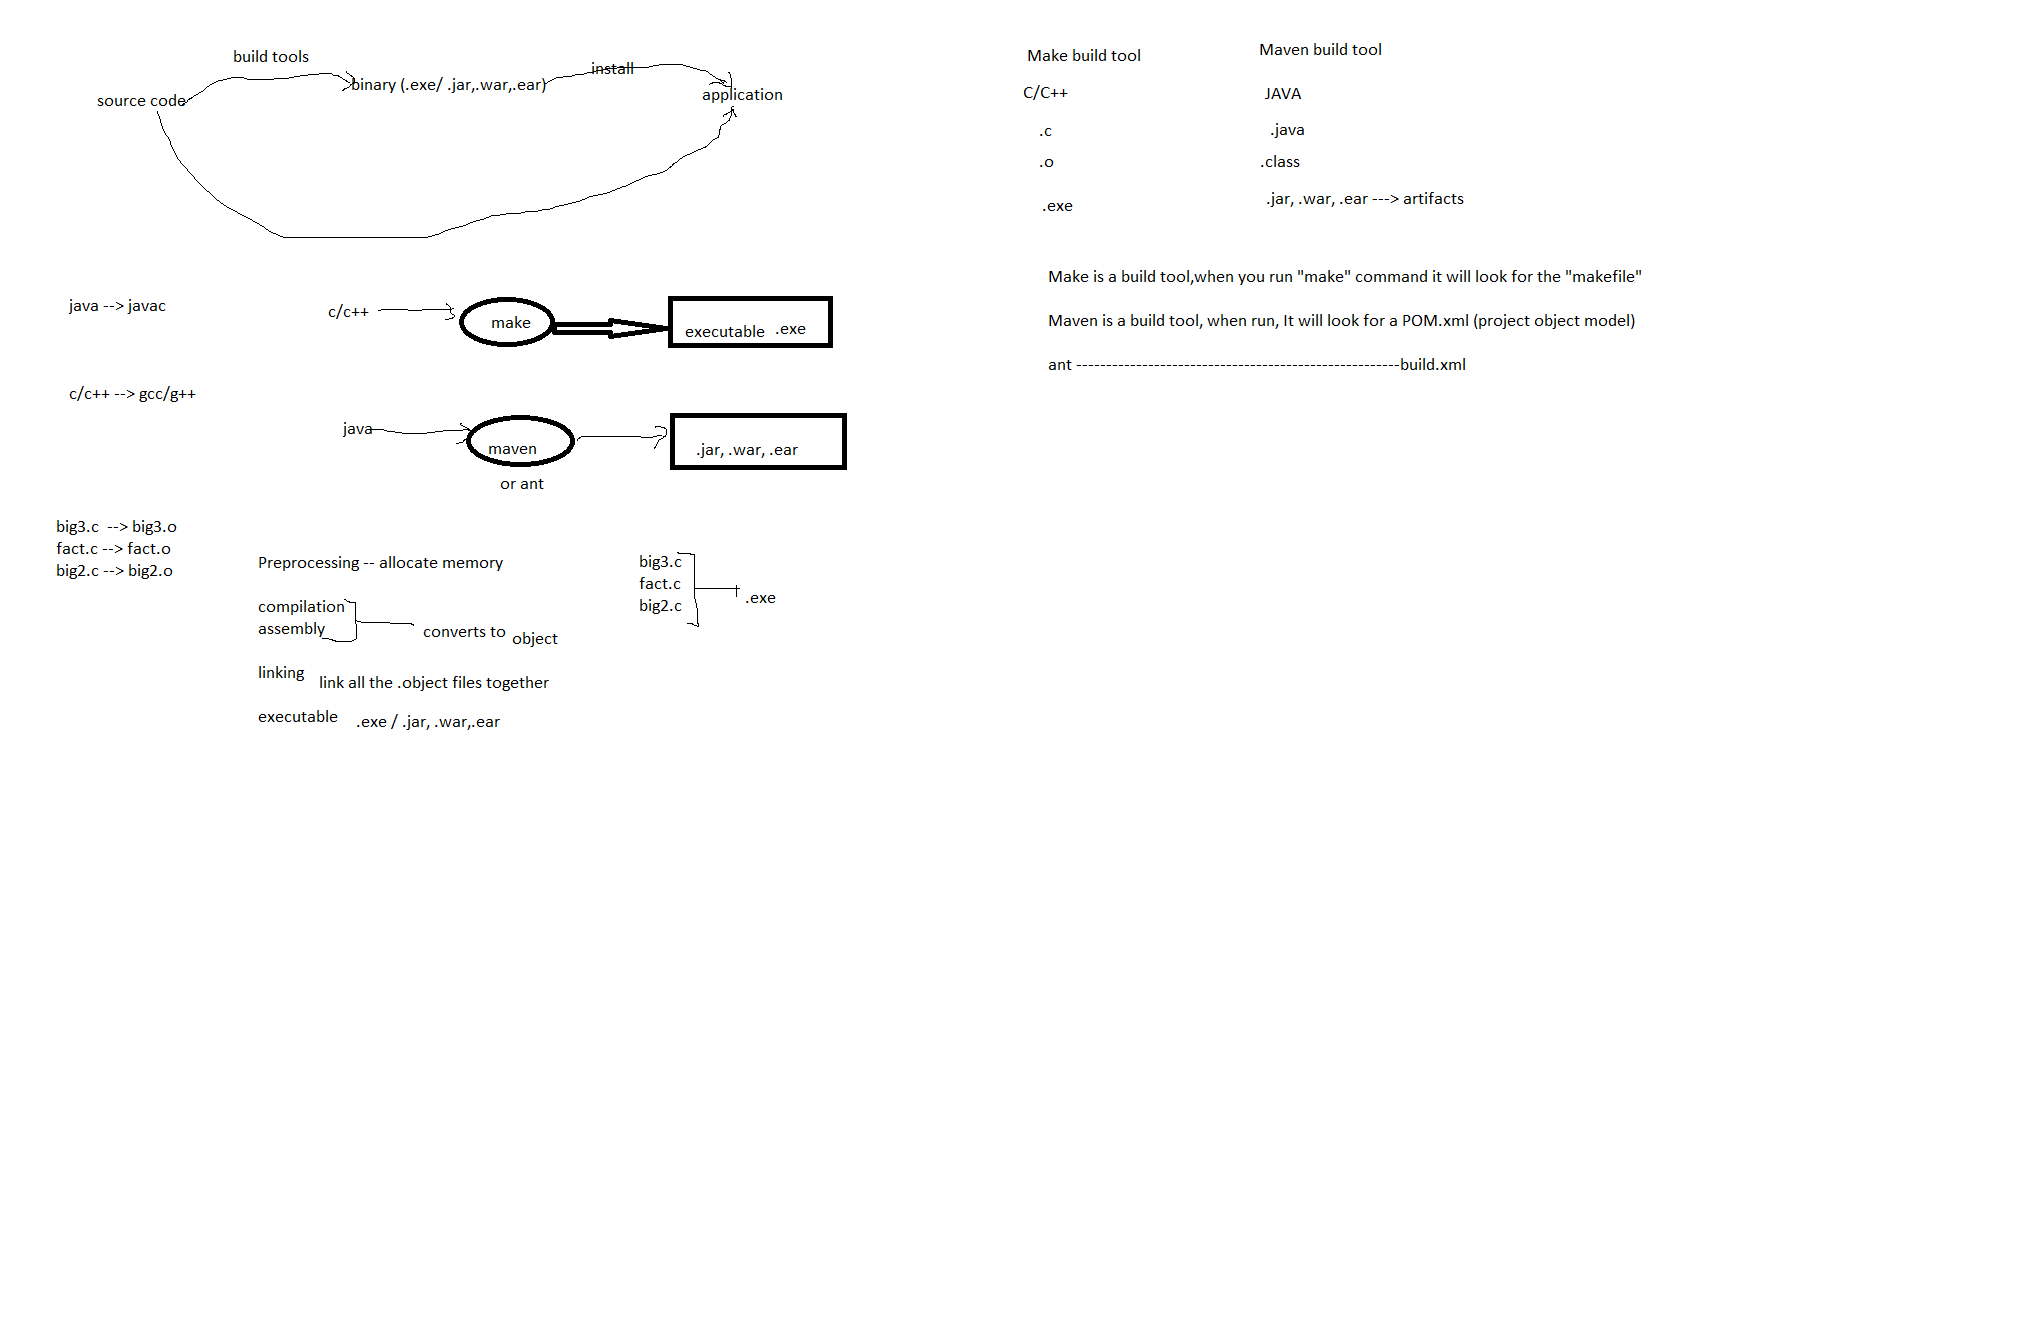 build tools
source code
binary (.exe/ .jar,.war,.ear)
install
application
java --> javac
c/c++
make
executable .exe
c/c++ --> gcc/g++
java
maven
or ant
.jar, .war, .ear
big3.c --> big3.o
fact.c --> fact.o
big2.c --> big2.o
Preprocessing -- allocate memory
compilation
assembly
converts to object
linking link all the .object files together
executable .exe / .jar, .war,.ear
big3.c
fact.c
big2.c
.exe
Make build tool
C/C++
.c
.o
.exe
Maven build tool
JAVA
.java
.class
.jar, .war, .ear ---> artifacts
Make is a build tool,when you run "make" command it will look for the "makefile"
Maven is a build tool, when run, It will look for a POM.xml (project object model)
ant ------------------------------------------------------build.xml